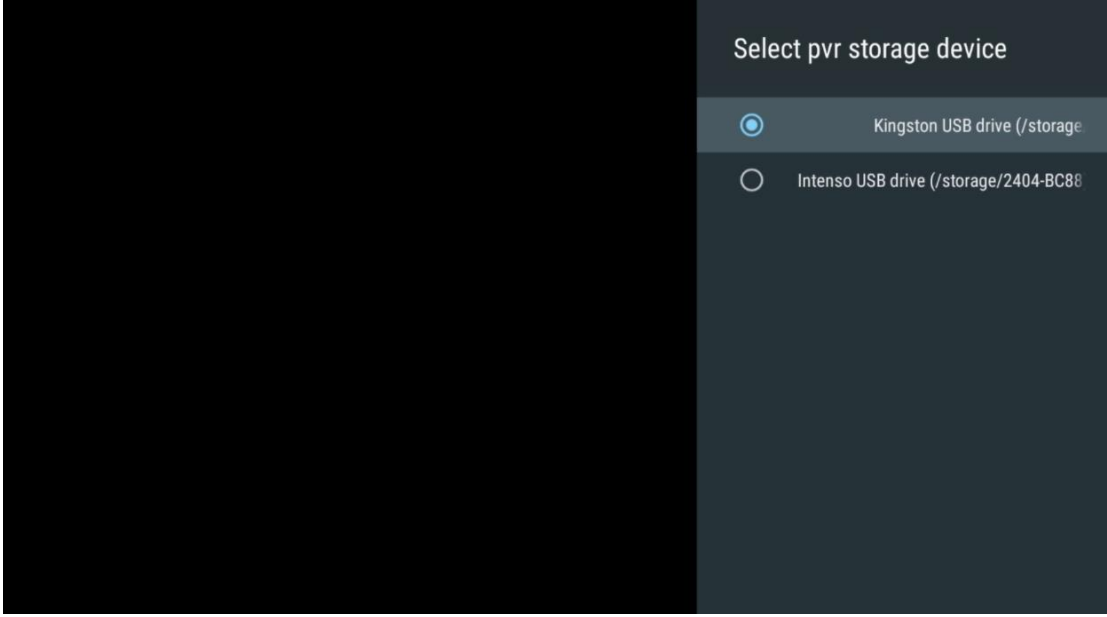 Select pvr storage device
Kingston USB drive (/storage
Intenso USB drive (/storage/2404-BC88